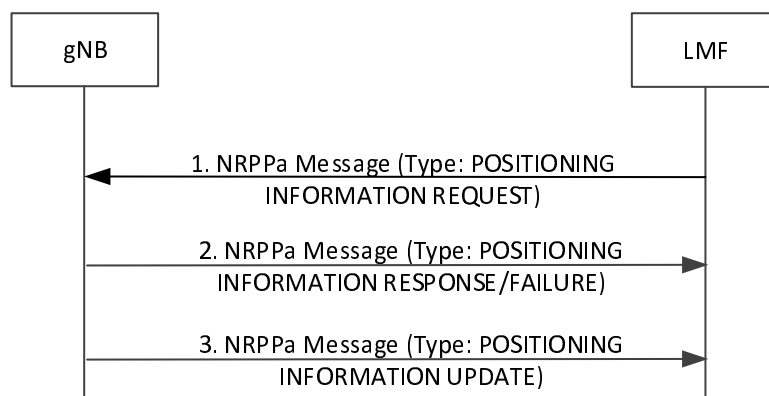 gNB
LMF
1. NRPPa Message (Type: POSITIONING
INFORMATION REQUEST)
2. NRPPa Message (Type: POSITIONING
INFORMATION RESPONSE/FAILURE)
3. NRPPa Message (Type: POSITIONING
INFORMATION UPDATE)